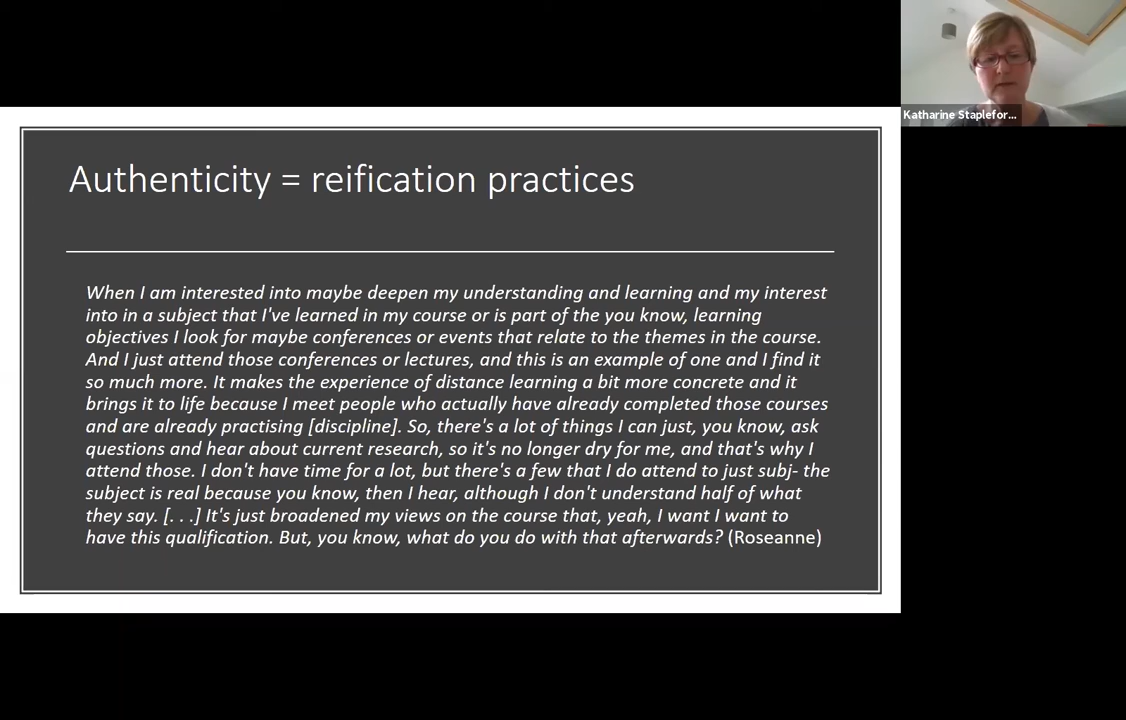 Katharine Staplefor...
Authenticity = reification practices
When I am interested into maybe deepen my understanding and learning and my interest
into in a subject that I've learned in my course or is part of the you know, learning
objectives I look for maybe conferences or events that relate to the themes in the course.
And I just attend those conferences or lectures, and this is an example of one and I find it
so much more. It makes the experience of distance learning a bit more concrete and it
brings it to life because I meet people who actually have already completed those courses
and are already practising [discipline]. So, there's a lot of things I can just, you know, ask
questions and hear about current research, so it's no longer dry for me, and that's why I
attend those. I don't have time for a lot, but there's a few that I do attend to just subj- the
subject is real because you know, then I hear, although I don't understand half of what
they say. [. . .] It's just broadened my views on the course that, yeah, I want I want to
have this qualification. But, you know, what do you do with that afterwards? (Roseanne)